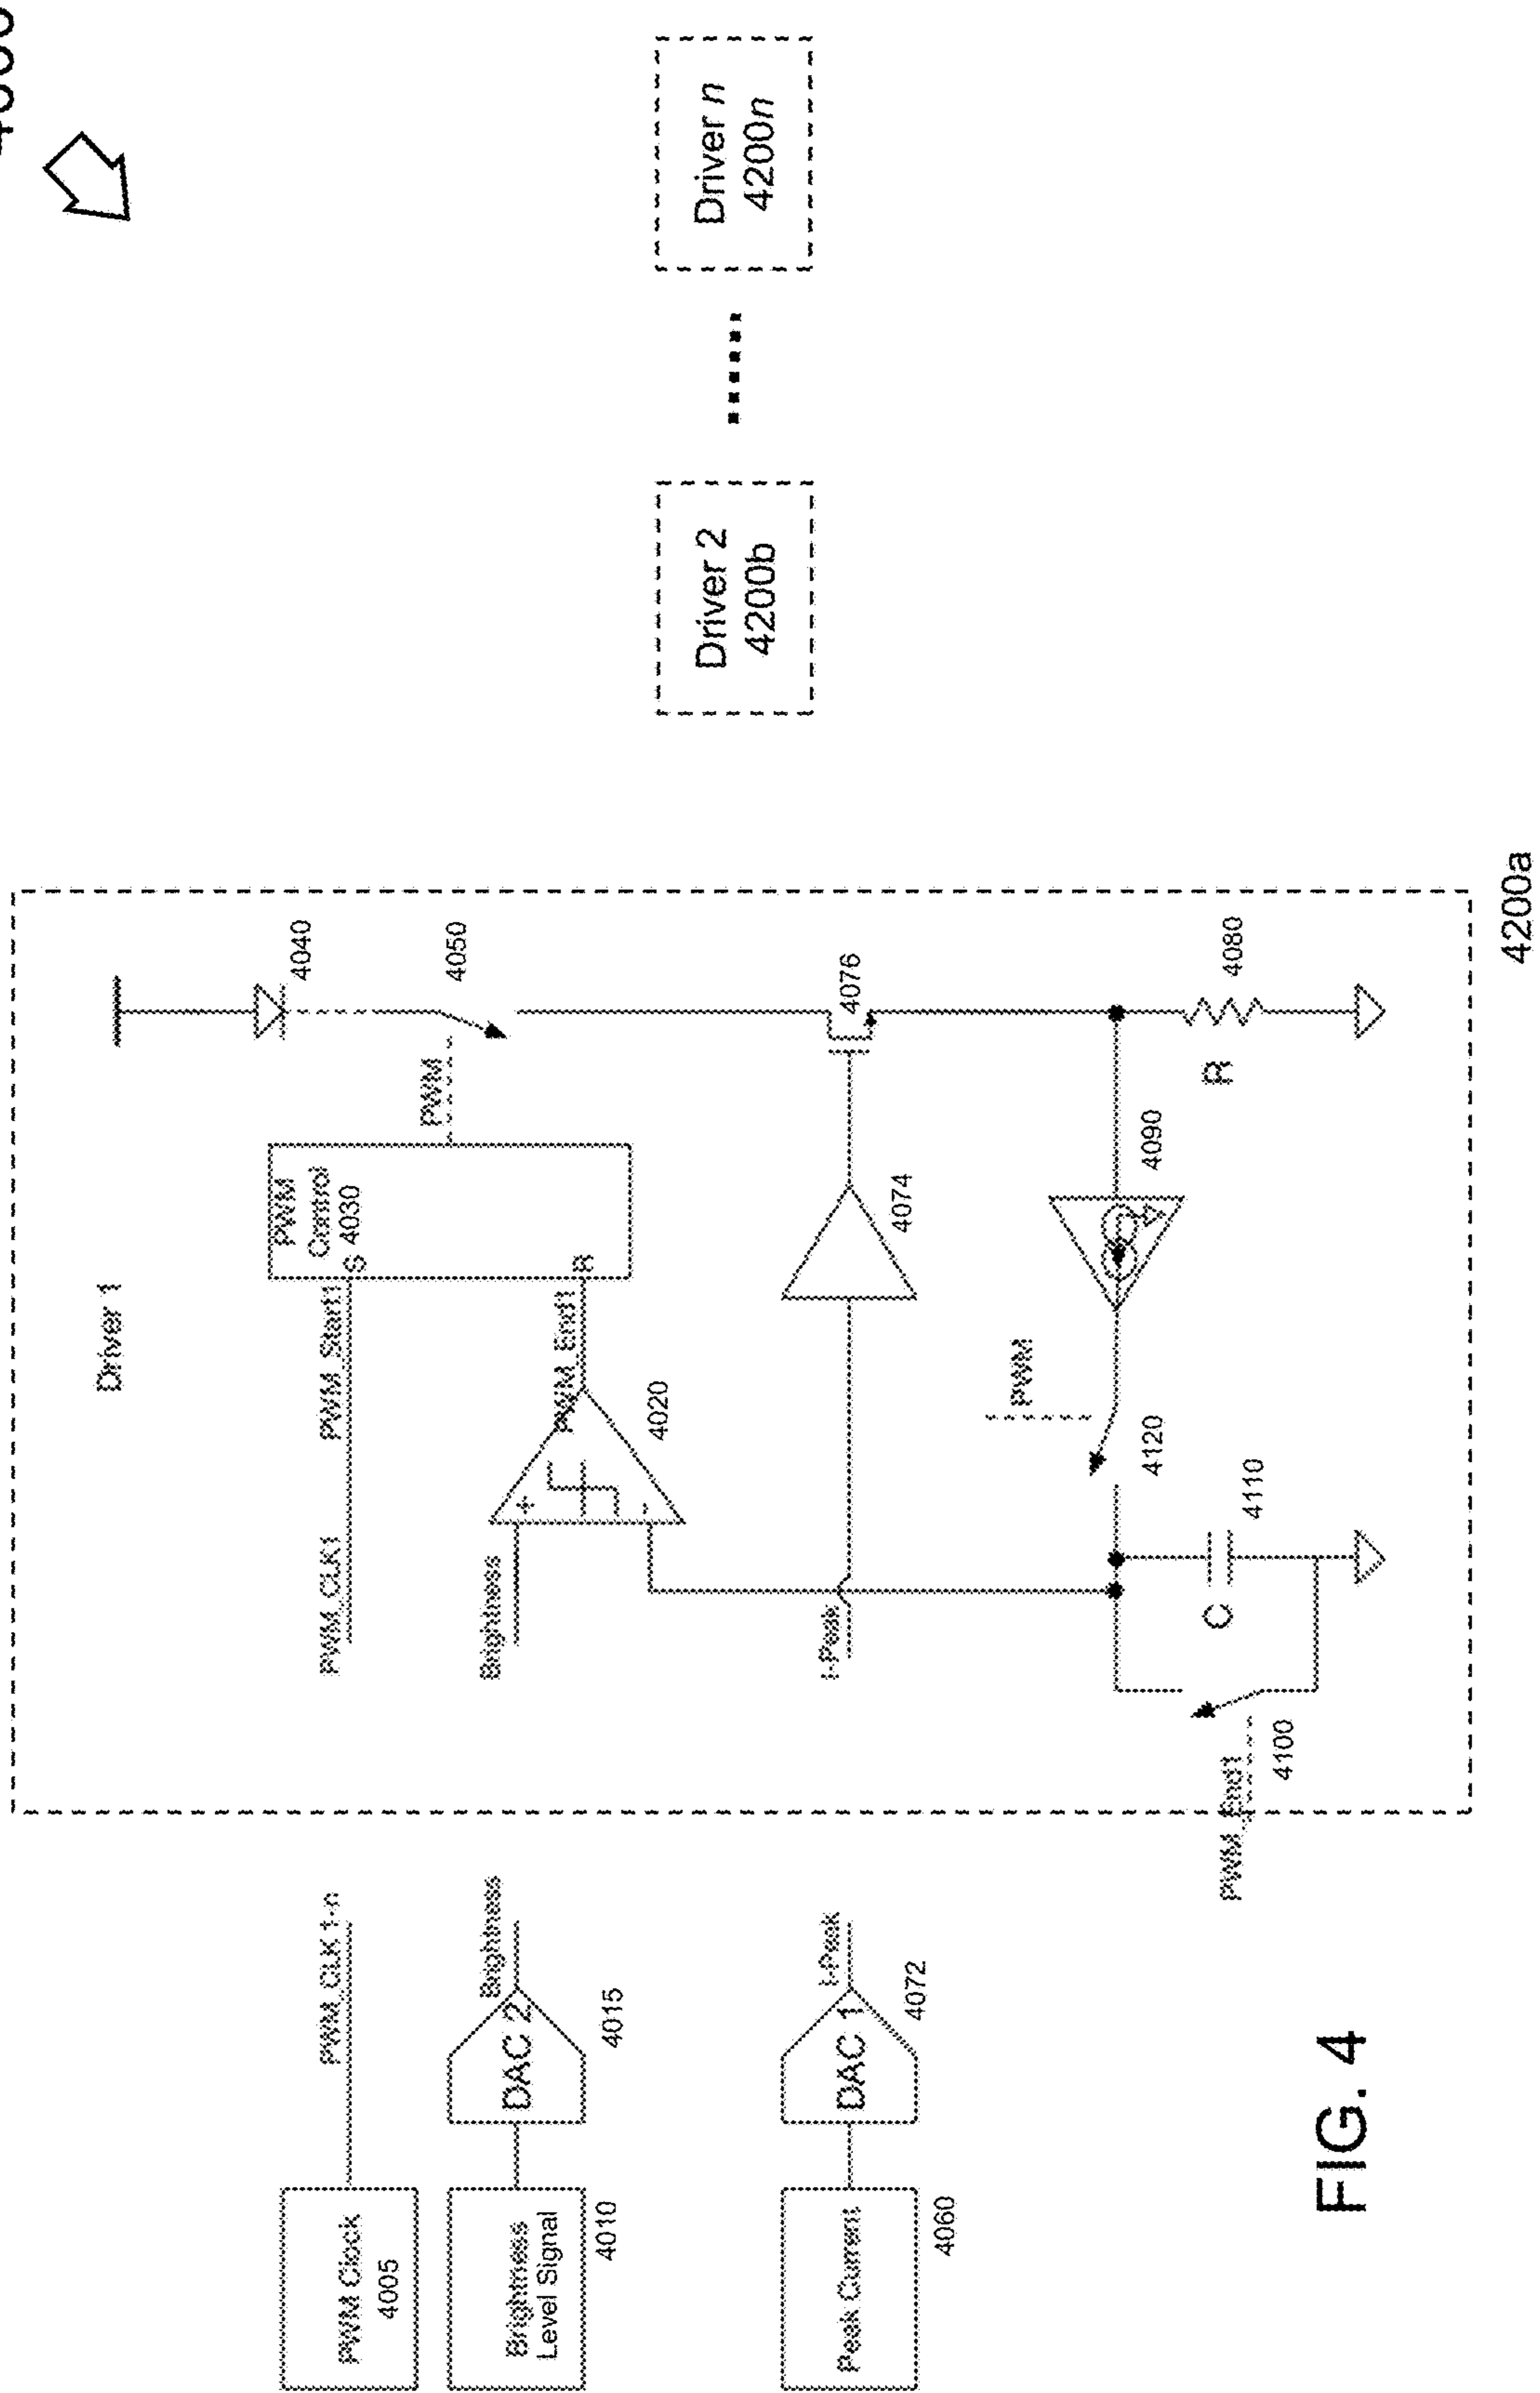 PWM Clock
4005
PWM_CLK 1-n
Brightness
Level Signal
4010
DAC 2
4015
Brightness
Peak Current
4060
DAC 1
4072
I-Peak
Driver 1
PWM_CLK1
PWM_Start1
S
PWM
Control
4030
R
PWM
4040
4050
Brightness
+
-
PWM_End1
4020
I-Peak
4074
4076
PWM
4120
4090
R
4080
C
4110
4100
PWM_End1
4200a
Driver 2
4200b
Driver n
4200n
FIG. 4